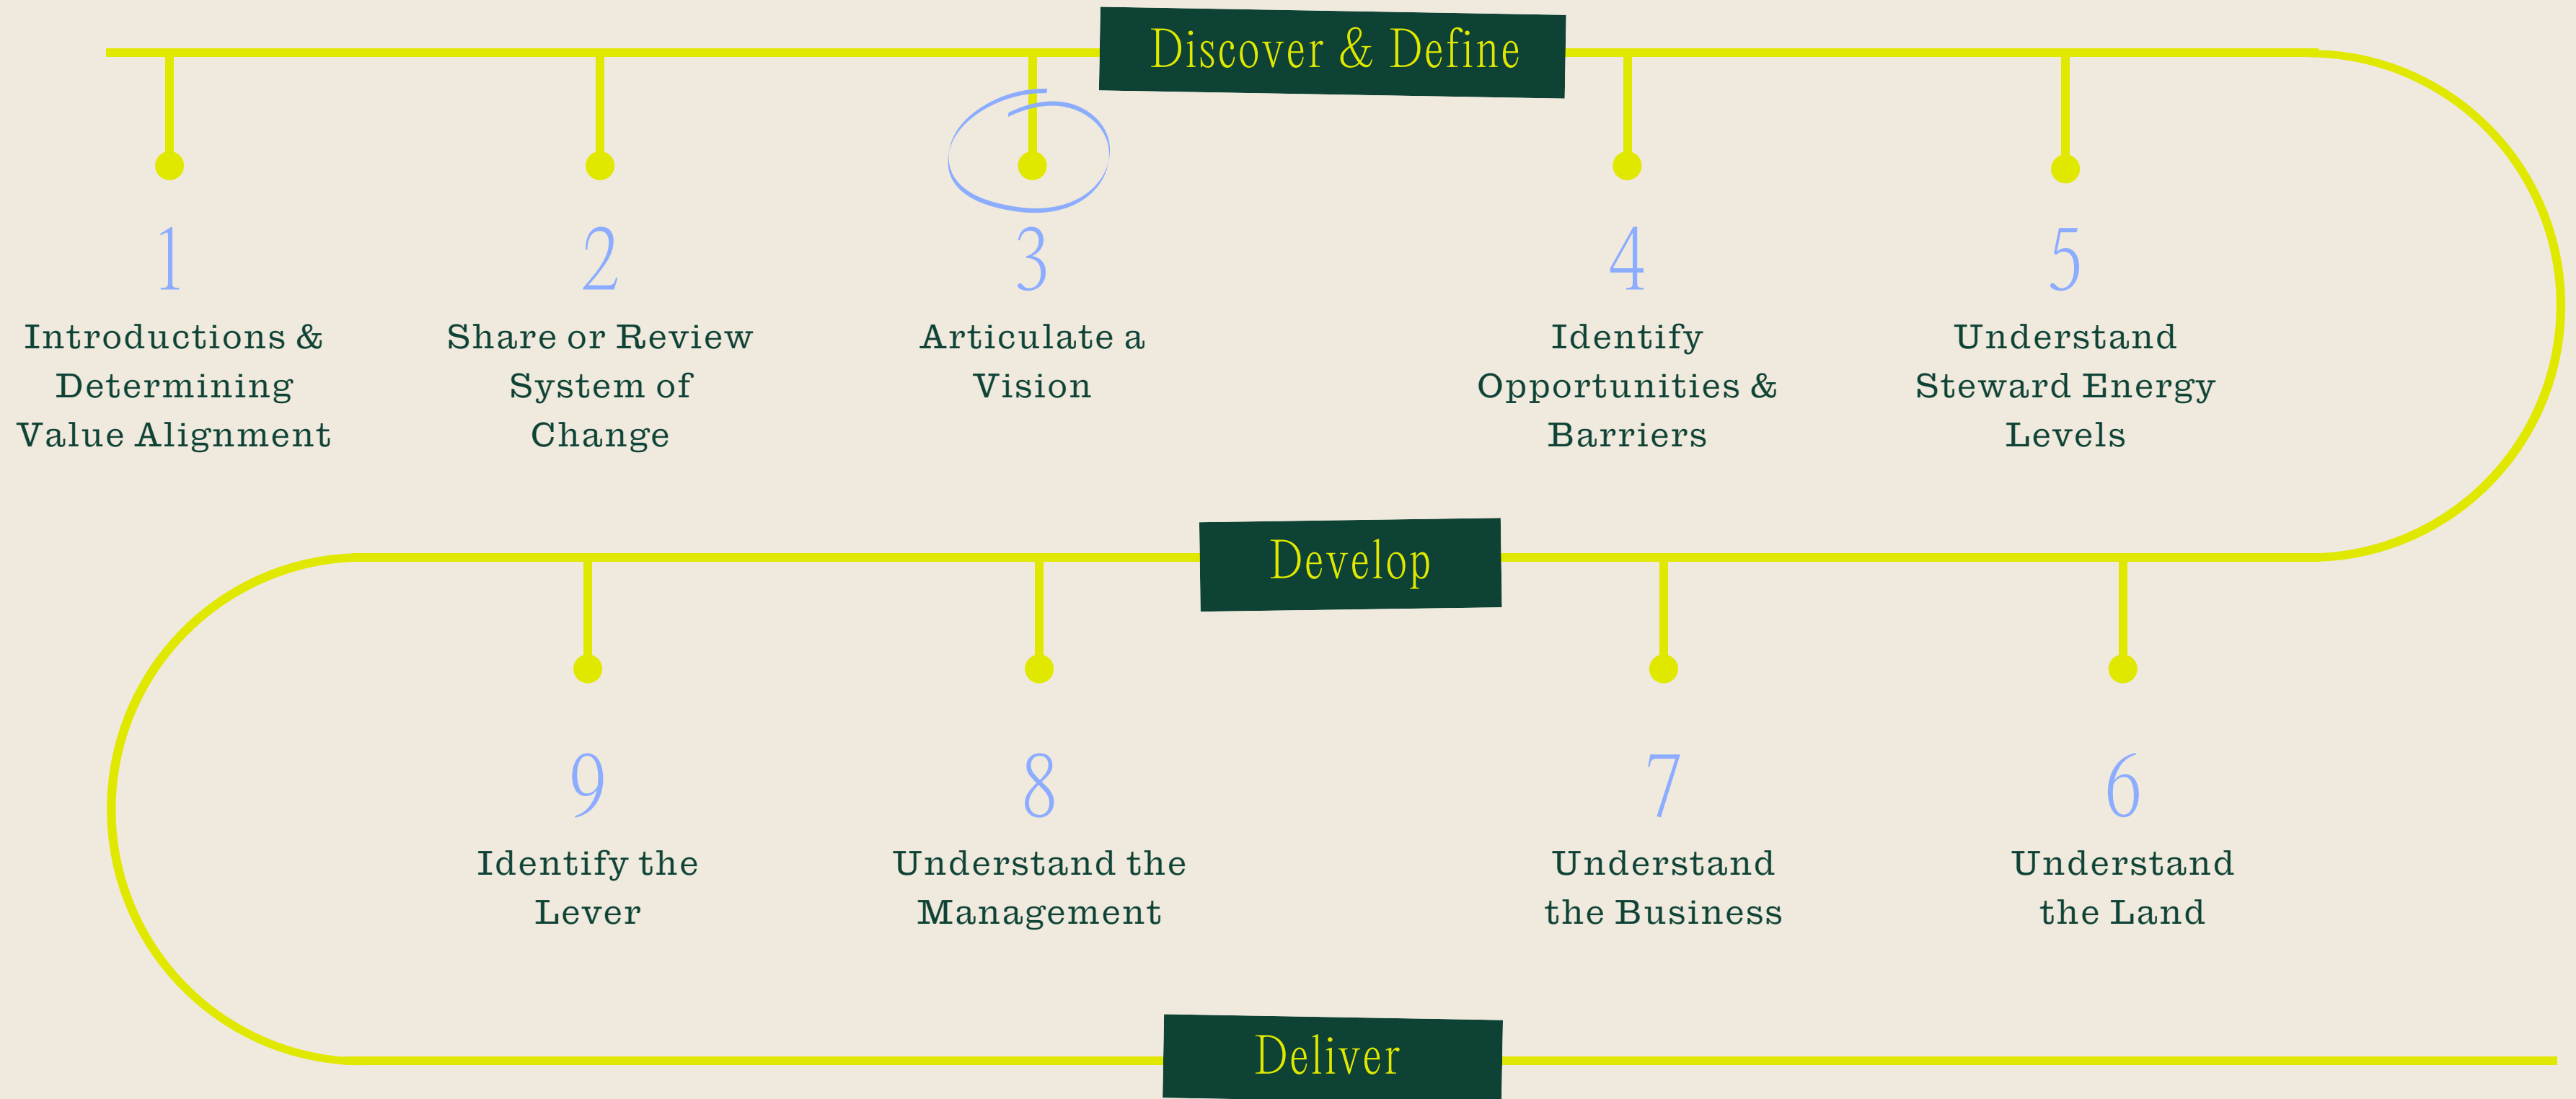 Discover & Define
1
Introductions &
Determining
Value Alignment
2
Share or Review
System of
Change
3
Articulate a
Vision
4
Identify
Opportunities &
Barriers
5
Understand
Steward Energy
Levels
Develop
6
Understand
the Land
7
Understand
the Business
8
Understand the
Management
9
Identify the
Lever
Deliver